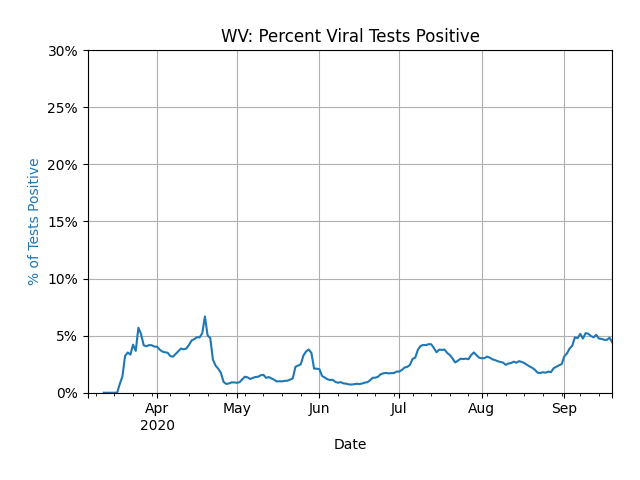 WV: Percent Viral Tests Positive
30%
25%
20%
15%
10%
5%
0%
% of Tests Positive
Apr
2020
May
Jun
Jul
Aug
Sep
Date